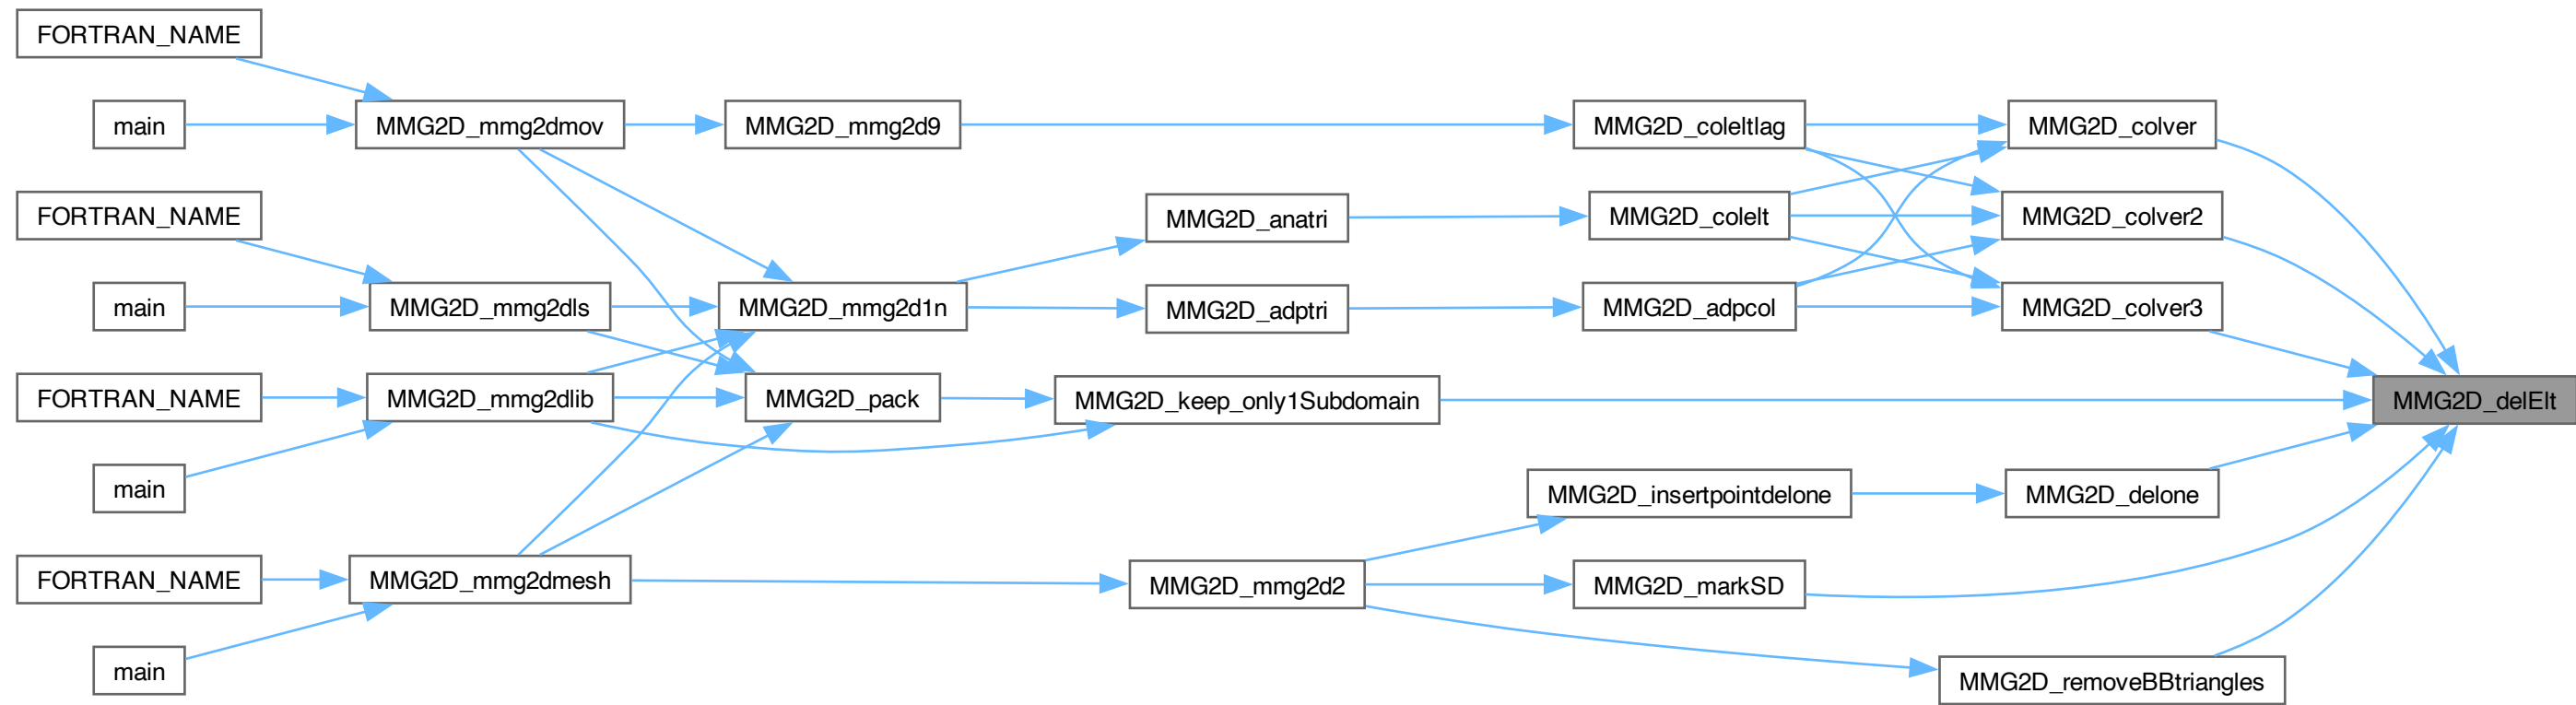 FORTRAN_NAME
main
MMG2D_mmg2dmov
MMG2D_mmg2d9
MMG2D_coleltlag
MMG2D_colver
FORTRAN_NAME
MMG2D_anatri
MMG2D_colelt
MMG2D_colver2
main
MMG2D_mmg2dls
MMG2D_mmg2d1n
MMG2D_adptri
MMG2D_adpcol
MMG2D_colver3
FORTRAN_NAME
MMG2D_mmg2dlib
MMG2D_pack
MMG2D_keep_only1Subdomain
MMG2D_delElt
main
MMG2D_insertpointdelone
MMG2D_delone
FORTRAN_NAME
MMG2D_mmg2dmesh
MMG2D_mmg2d2
MMG2D_markSD
main
MMG2D_removeBBtriangles